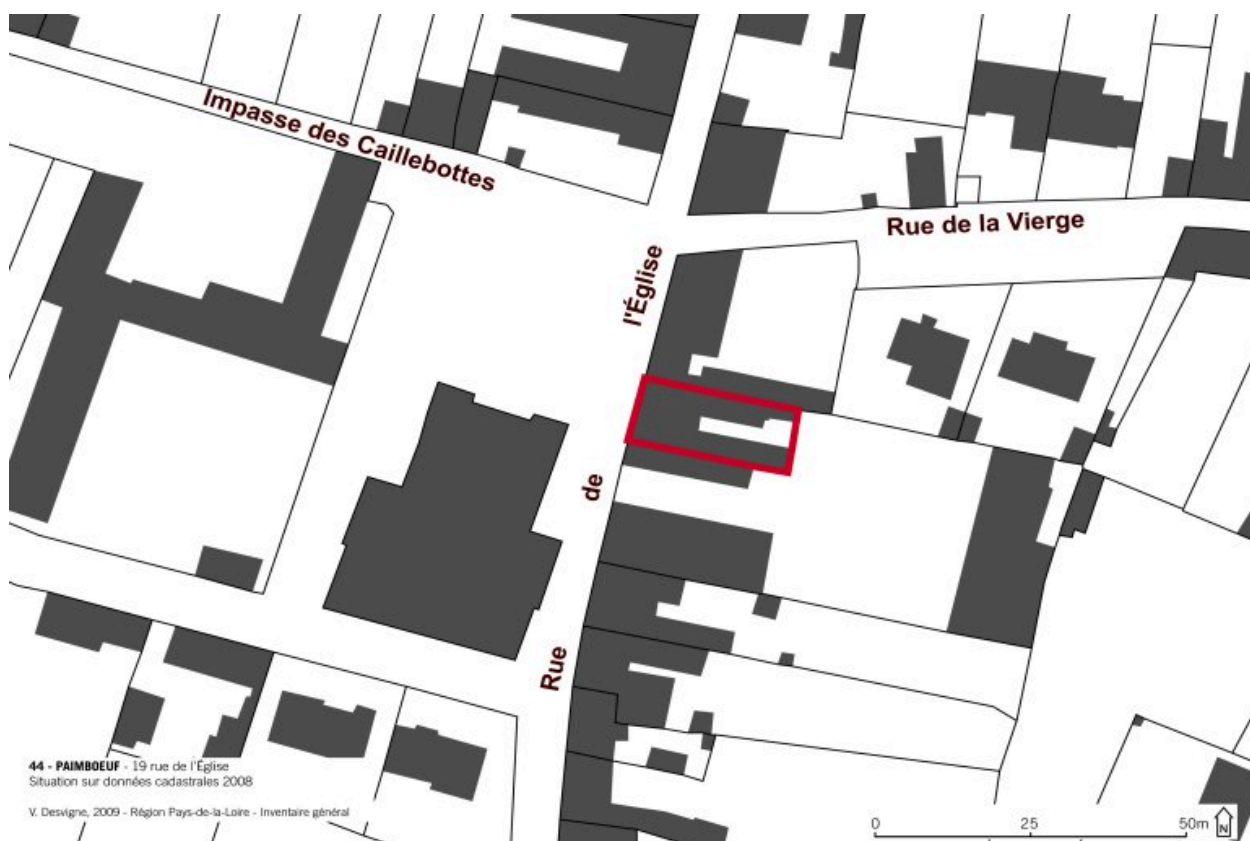 Impasse des Caillebottes
Rue de la Vierge
Rue de l'Église
44 - PAIMBOEUF - 19 rue de l'Église
Situation sur données cadastrales 2008
V. Desvigne, 2009 - Région Pays-de-la-Loire - Inventaire général
0 25 50m
N